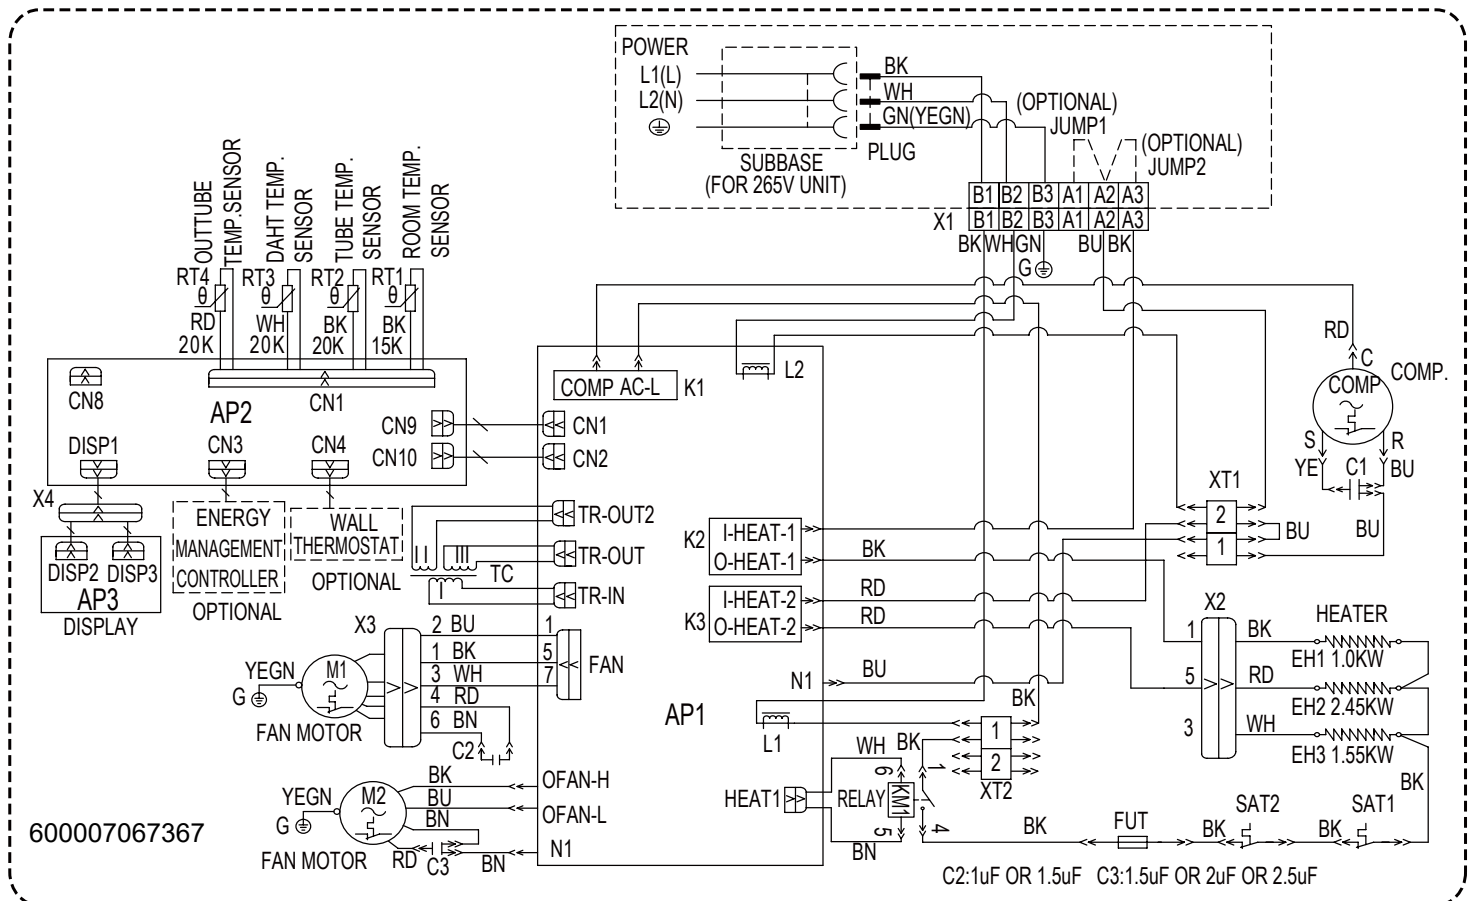 POWER
L1(L)
L2(N)
SUBBASE
(FOR 265V UNIT)
BK
WH
GN(YEGN)
PLUG
(OPTIONAL)
JUMP1
(OPTIONAL)
JUMP2
B1 B2 B3 A1 A2 A3
X1 B1 B2 B3 A1 A2 A3
BK WH GN BU BK
G
OUTTUBE
TEMP.SENSOR
DAHT TEMP.
SENSOR
TUBE TEMP.
SENSOR
ROOM TEMP.
SENSOR
RT4 RT3 RT2 RT1
θ θ θ θ
RD WH BK BK
20K 20K 20K 15K
CN8
CN1
AP2
CN9
CN10
DISP1
CN3
CN4
X4
DISP2 DISP3
AP3
DISPLAY
ENERGY
MANAGEMENT
CONTROLLER
OPTIONAL
WALL
THERMOSTAT
OPTIONAL
COMP AC-L K1
L2
CN1
CN2
TR-OUT2
TR-OUT
TR-IN
II III
I
TC
K2
I-HEAT-1
O-HEAT-1
BK
K3
I-HEAT-2
O-HEAT-2
RD
RD
N1
BU
AP1
X3
2 BU 1
1 BK 5
3 WH 7
4 RD
6 BN
FAN
C2
YEGN
G
M1
FAN MOTOR
YEGN
G
M2
FAN MOTOR
BK
BU
BN
RD
C3
BN
OFAN-H
OFAN-L
N1
600007067367
L1
HEAT1
WH
BN
RELAY
KM1
6
5
1
4
BK
BK
1
2
XT2
RD
C
COMP
COMP.
S
R
YE
C1
BU
BU
XT1
2
1
BU
X2
1
5
3
HEATER
BK
EH1 1.0KW
RD
EH2 2.45KW
WH
EH3 1.55KW
BK
SAT1
BK
SAT2
BK
FUT
BK
C2:1uF OR 1.5uF C3:1.5uF OR 2uF OR 2.5uF